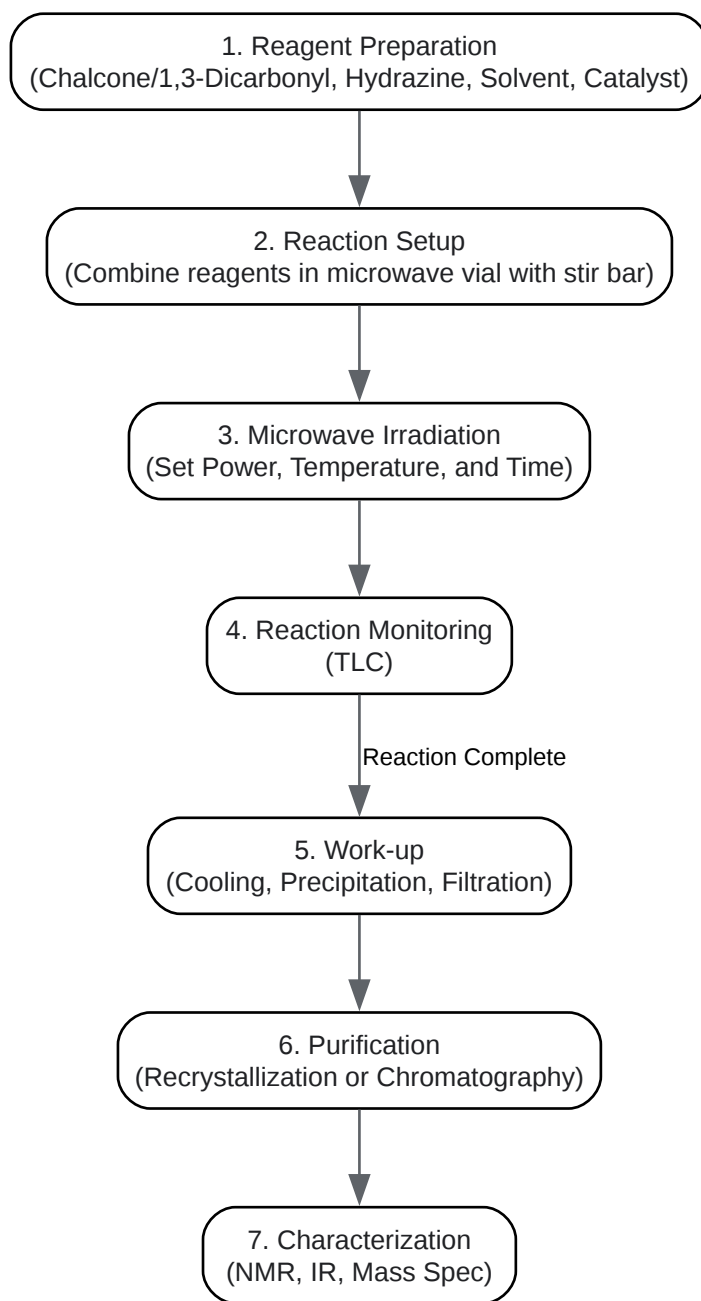 1. Reagent Preparation
(Chalcone/1,3-Dicarbonyl, Hydrazine, Solvent, Catalyst)
2. Reaction Setup
(Combine reagents in microwave vial with stir bar)
3. Microwave Irradiation
(Set Power, Temperature, and Time)
4. Reaction Monitoring
(TLC)
Reaction Complete
5. Work-up
(Cooling, Precipitation, Filtration)
6. Purification
(Recrystallization or Chromatography)
7. Characterization
(NMR, IR, Mass Spec)